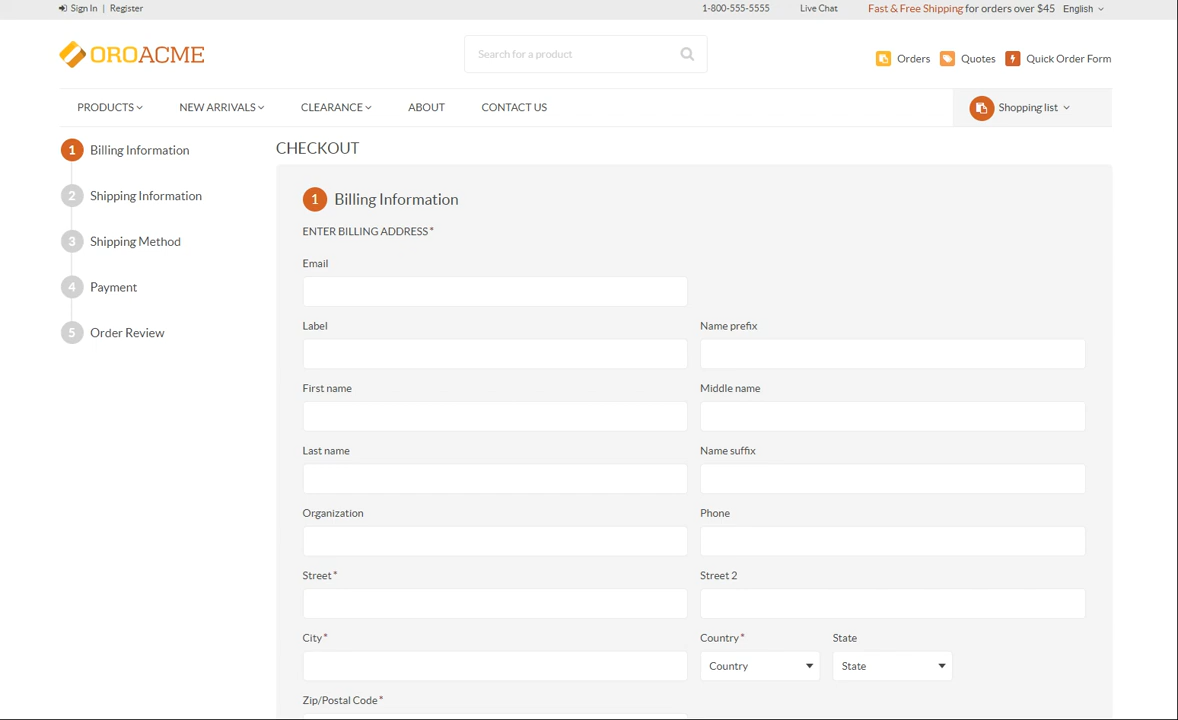 Sign In | Register 1-800-555-5555 Live Chat Fast & Free Shipping for orders over $45 English
OROACME Search for a product Orders Quotes Quick Order Form
PRODUCTS NEW ARRIVALS CLEARANCE ABOUT CONTACT US Shopping list
1 Billing Information
2 Shipping Information
3 Shipping Method
4 Payment
5 Order Review
CHECKOUT
1 Billing Information
ENTER BILLING ADDRESS*
Email
Label Name prefix
First name Middle name
Last name Name suffix
Organization Phone
Street* Street 2
City* Country* State
Country State
Zip/Postal Code*